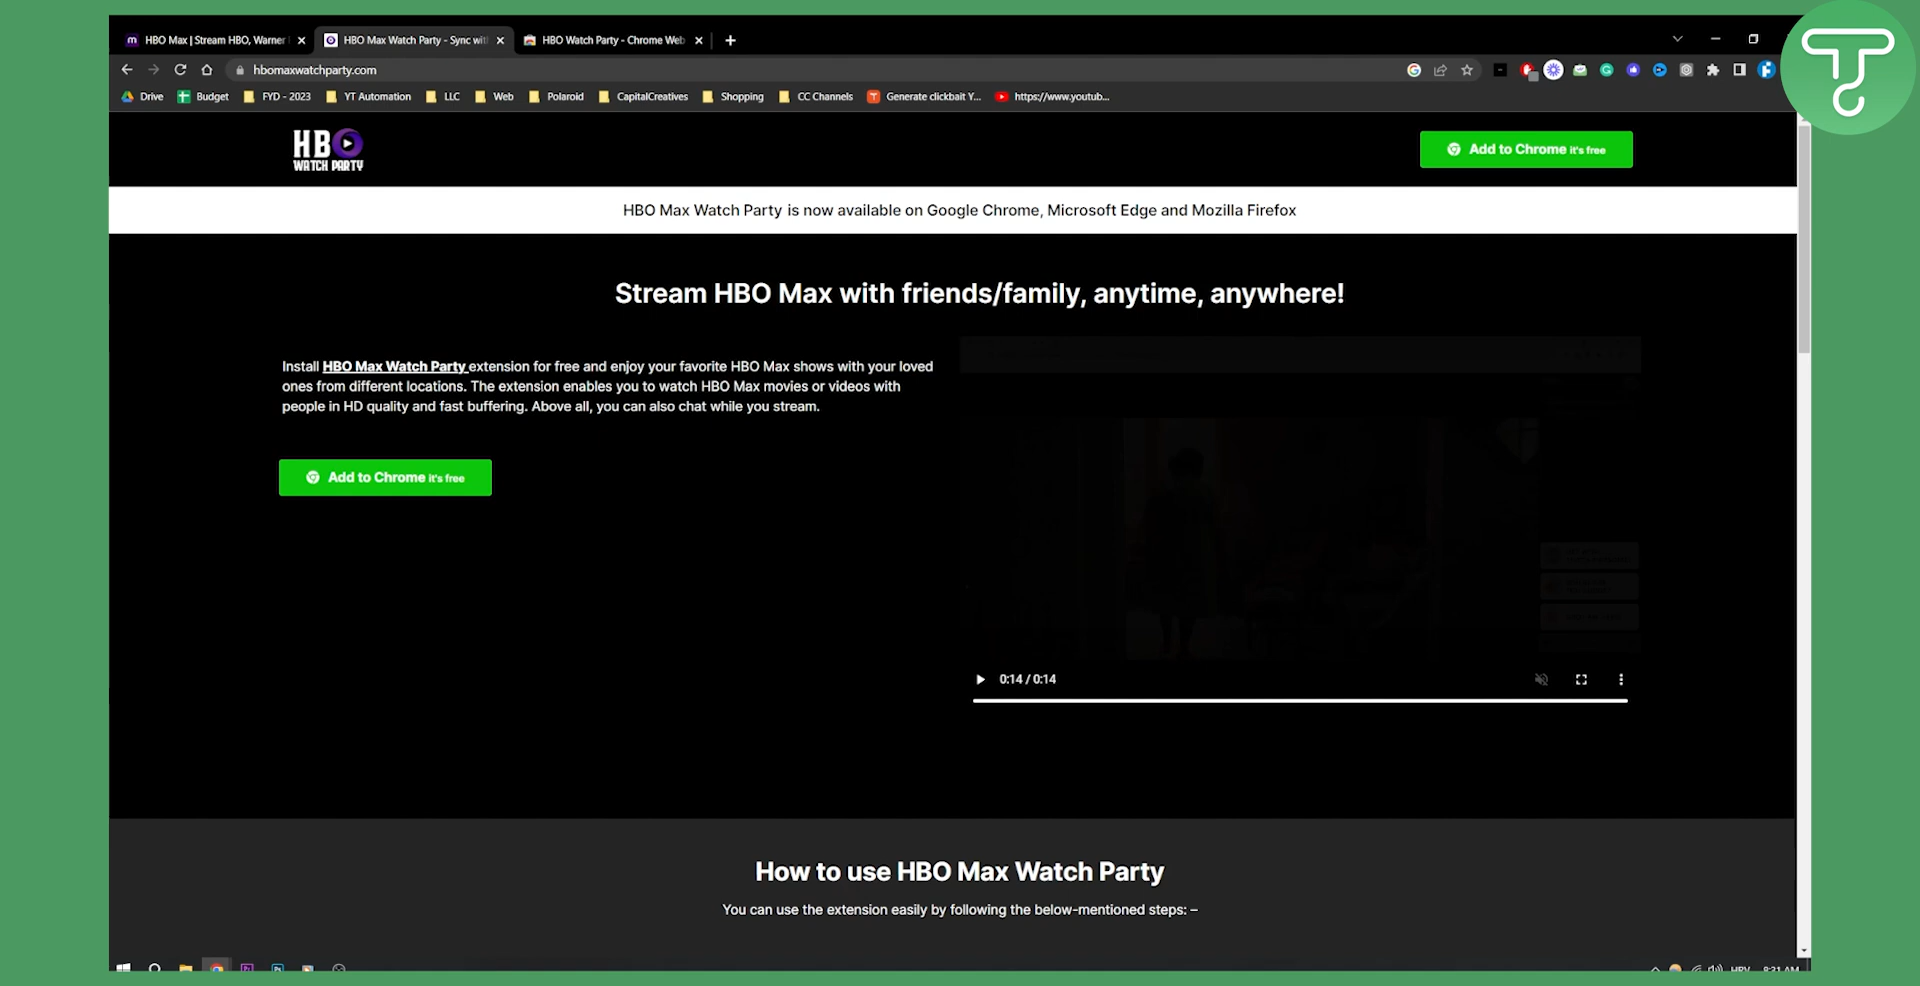 HBO Max | Stream HBO, Warner
HBO Max Watch Party - Sync wit
HBO Watch Party - Chrome Web
hbomaxwatchparty.com
Drive
Budget
FYD - 2023
YT Automation
LLC
Web
Polaroid
CapitalCreatives
Shopping
CC Channels
Generate clickbait Y...
https://www.youtub...
HBO
WATCH PARTY
Add to Chrome it's free
HBO Max Watch Party is now available on Google Chrome, Microsoft Edge and Mozilla Firefox
Stream HBO Max with friends/family, anytime, anywhere!
Install HBO Max Watch Party extension for free and enjoy your favorite HBO Max shows with your loved
ones from different locations. The extension enables you to watch HBO Max movies or videos with
people in HD quality and fast buffering. Above all, you can also chat while you stream.
Add to Chrome it's free
0:14 / 0:14
How to use HBO Max Watch Party
You can use the extension easily by following the below-mentioned steps: –
HRV
8:31 AM